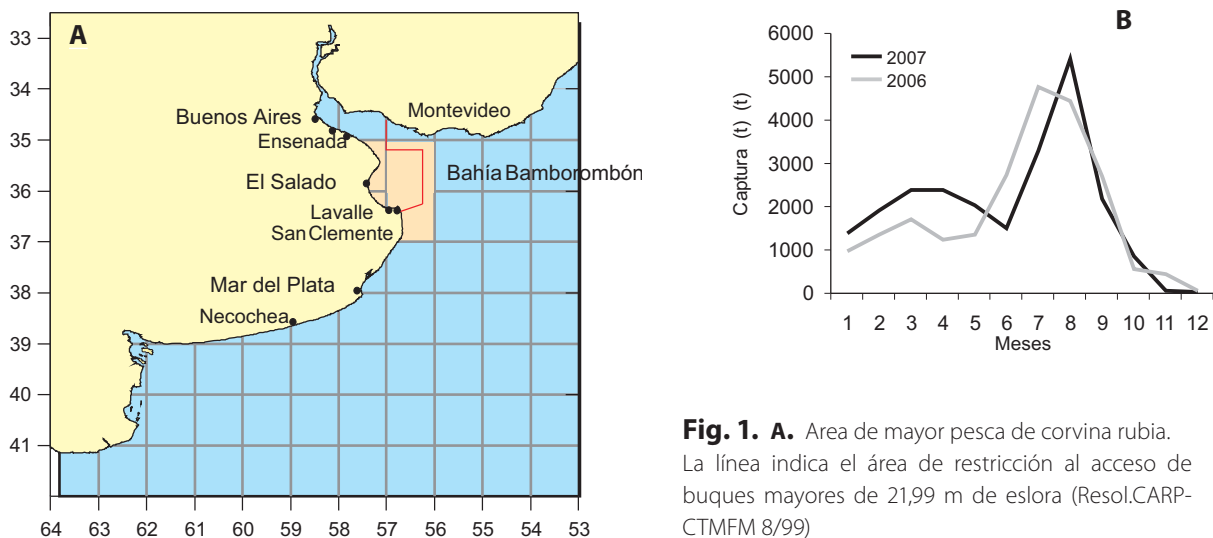 A
33
34
35
36
37
38
39
40
41
64 63 62 61 60 59 58 57 56 55 54 53
Buenos Aires
Montevideo
Ensenada
El Salado
Bahía Bamborombón
Lavalle
San Clemente
Mar del Plata
Necochea
B
6000
5000
4000
3000
2000
1000
0
Captura (t) (t)
2007
2006
1 2 3 4 5 6 7 8 9 10 11 12
Meses
Fig. 1. A. Area de mayor pesca de corvina rubia.
La línea indica el área de restricción al acceso de
buques mayores de 21,99 m de eslora (Resol.CARP-
CTMFM 8/99)